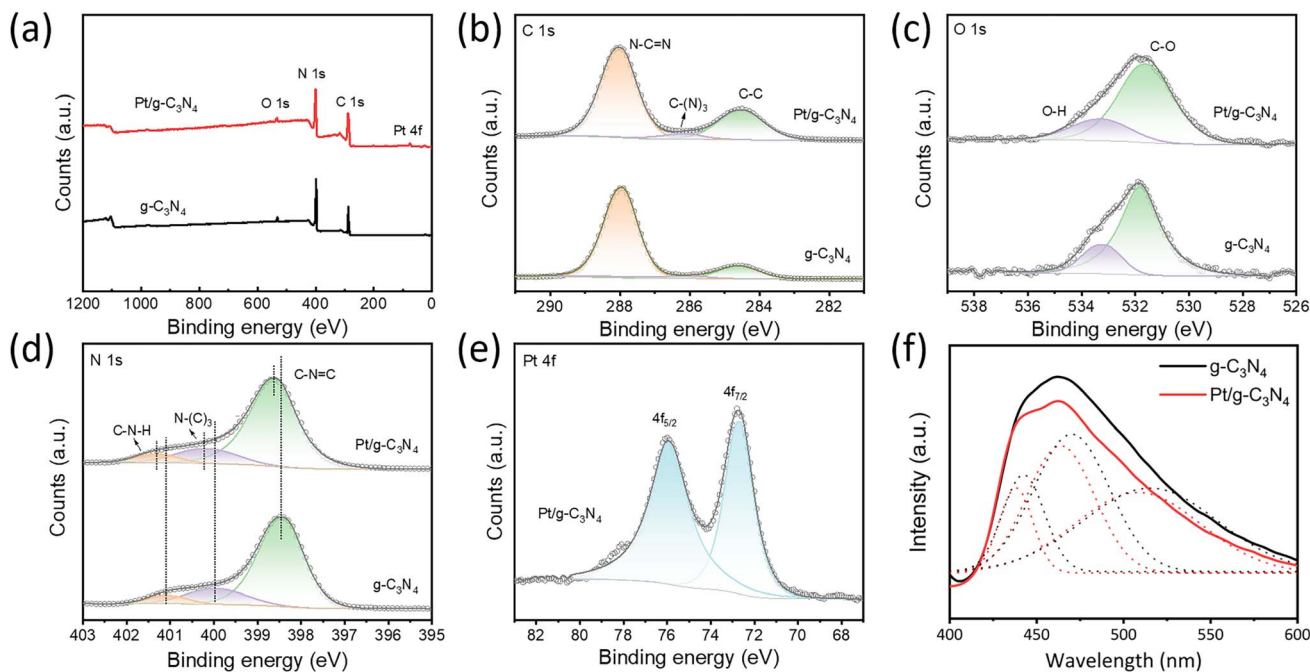 (a)
Counts (a.u.)
N 1s
O 1s
C 1s
Pt/g-C₃N₄
Pt 4f
g-C₃N₄
1200 1000 800 600 400 200 0
Binding energy (eV)
(b)
Counts (a.u.)
C 1s
N-C=N
C-(N)₃
C-C
Pt/g-C₃N₄
g-C₃N₄
290 288 286 284 282
Binding energy (eV)
(c)
Counts (a.u.)
O 1s
C-O
O-H
Pt/g-C₃N₄
g-C₃N₄
538 536 534 532 530 528 526
Binding energy (eV)
(d)
Counts (a.u.)
N 1s
C-N=C
N-(C)₃
C-N-H
Pt/g-C₃N₄
g-C₃N₄
403 402 401 400 399 398 397 396 395
Binding energy (eV)
(e)
Counts (a.u.)
Pt 4f
4f₇/₂
4f₅/₂
Pt/g-C₃N₄
82 80 78 76 74 72 70 68
Binding energy (eV)
(f)
Intensity (a.u.)
g-C₃N₄
Pt/g-C₃N₄
400 450 500 550 600
Wavelength (nm)